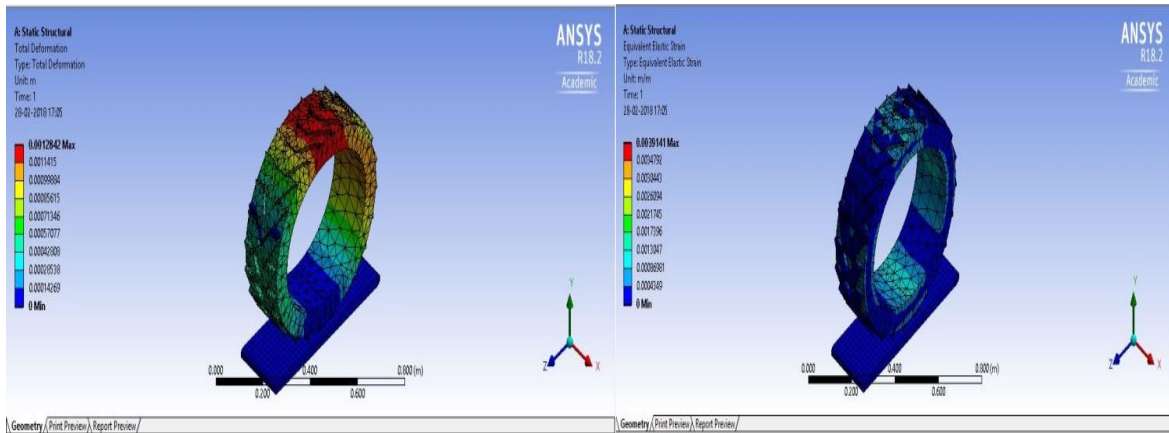 A: Static Structural
Total Deformation
Type: Total Deformation
Unit: m
Time: 1
28-02-2018 17:05
0.0012842 Max
0.0011415
0.00099884
0.00085615
0.00071346
0.00057077
0.00042808
0.00028538
0.00014269
0 Min
ANSYS
R18.2
Academic
Y
Z
X
0.000
0.400
0.800 (m)
0.200
0.600
Geometry Print Preview Report Preview
A: Static Structural
Equivalent Elastic Strain
Type: Equivalent Elastic Strain
Unit: m/m
Time: 1
28-02-2018 17:05
0.0039141 Max
0.0034792
0.0030443
0.0026094
0.0021745
0.0017396
0.0013047
0.00086981
0.0004349
0 Min
ANSYS
R18.2
Academic
Y
Z
X
0.000
0.400
0.800 (m)
0.200
0.600
Geometry Print Preview Report Preview